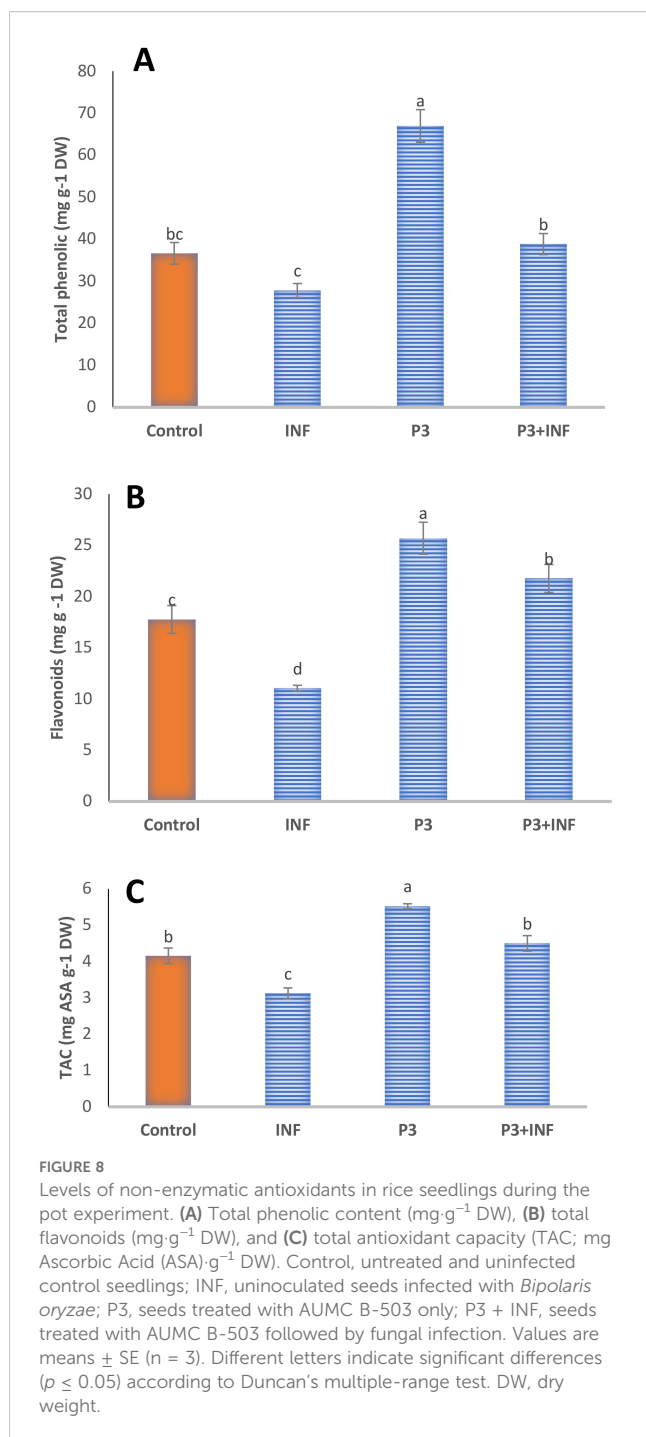 A
Total phenolic (mg g-1 DW)
80
70
60
50
40
30
20
10
0
bc
c
a
b
Control INF P3 P3+INF
B
Flavonoids (mg g -1 DW)
30
25
20
15
10
5
0
c
d
a
b
Control INF P3 P3+INF
C
TAC (mg ASA g-1 DW)
6
5
4
3
2
1
0
b
c
a
b
Control INF P3 P3+INF
FIGURE 8
Levels of non-enzymatic antioxidants in rice seedlings during the
pot experiment. (A) Total phenolic content (mg·g⁻¹ DW), (B) total
flavonoids (mg·g⁻¹ DW), and (C) total antioxidant capacity (TAC; mg
Ascorbic Acid (ASA)·g⁻¹ DW). Control, untreated and uninfected
control seedlings; INF, uninoculated seeds infected with Bipolaris
oryzae; P3, seeds treated with AUMC B-503 only; P3 + INF, seeds
treated with AUMC B-503 followed by fungal infection. Values are
means ± SE (n = 3). Different letters indicate significant differences
(p ≤ 0.05) according to Duncan's multiple-range test. DW, dry
weight.